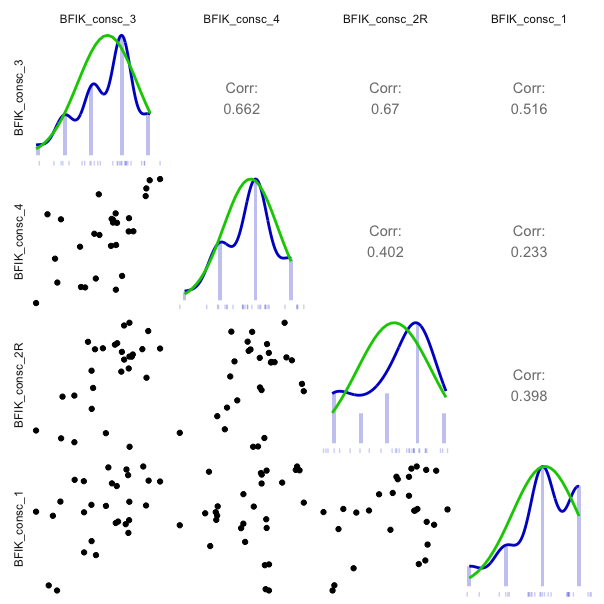 BFIK_consc_3
BFIK_consc_4
BFIK_consc_2R
BFIK_consc_1
BFIK_consc_3
Corr:
0.662
Corr:
0.67
Corr:
0.516
BFIK_consc_4
Corr:
0.402
Corr:
0.233
BFIK_consc_2R
Corr:
0.398
BFIK_consc_1